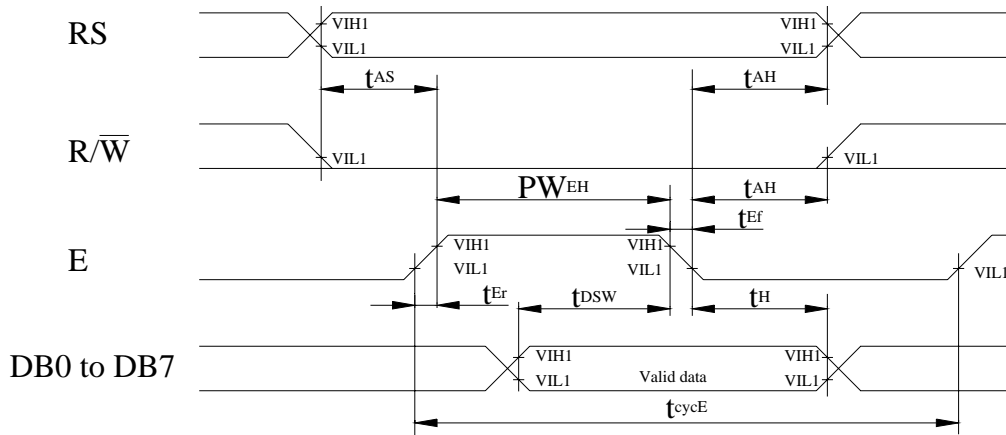 RS
VIH1
VIL1
VIH1
VIL1
tAS
tAH
R/W̅
VIL1
VIL1
PWEH
tAH
tEf
E
VIH1
VIL1
VIH1
VIL1
VIL1
tEr
tDSW
tH
DB0 to DB7
VIH1
VIL1
Valid data
VIH1
VIL1
tcycE